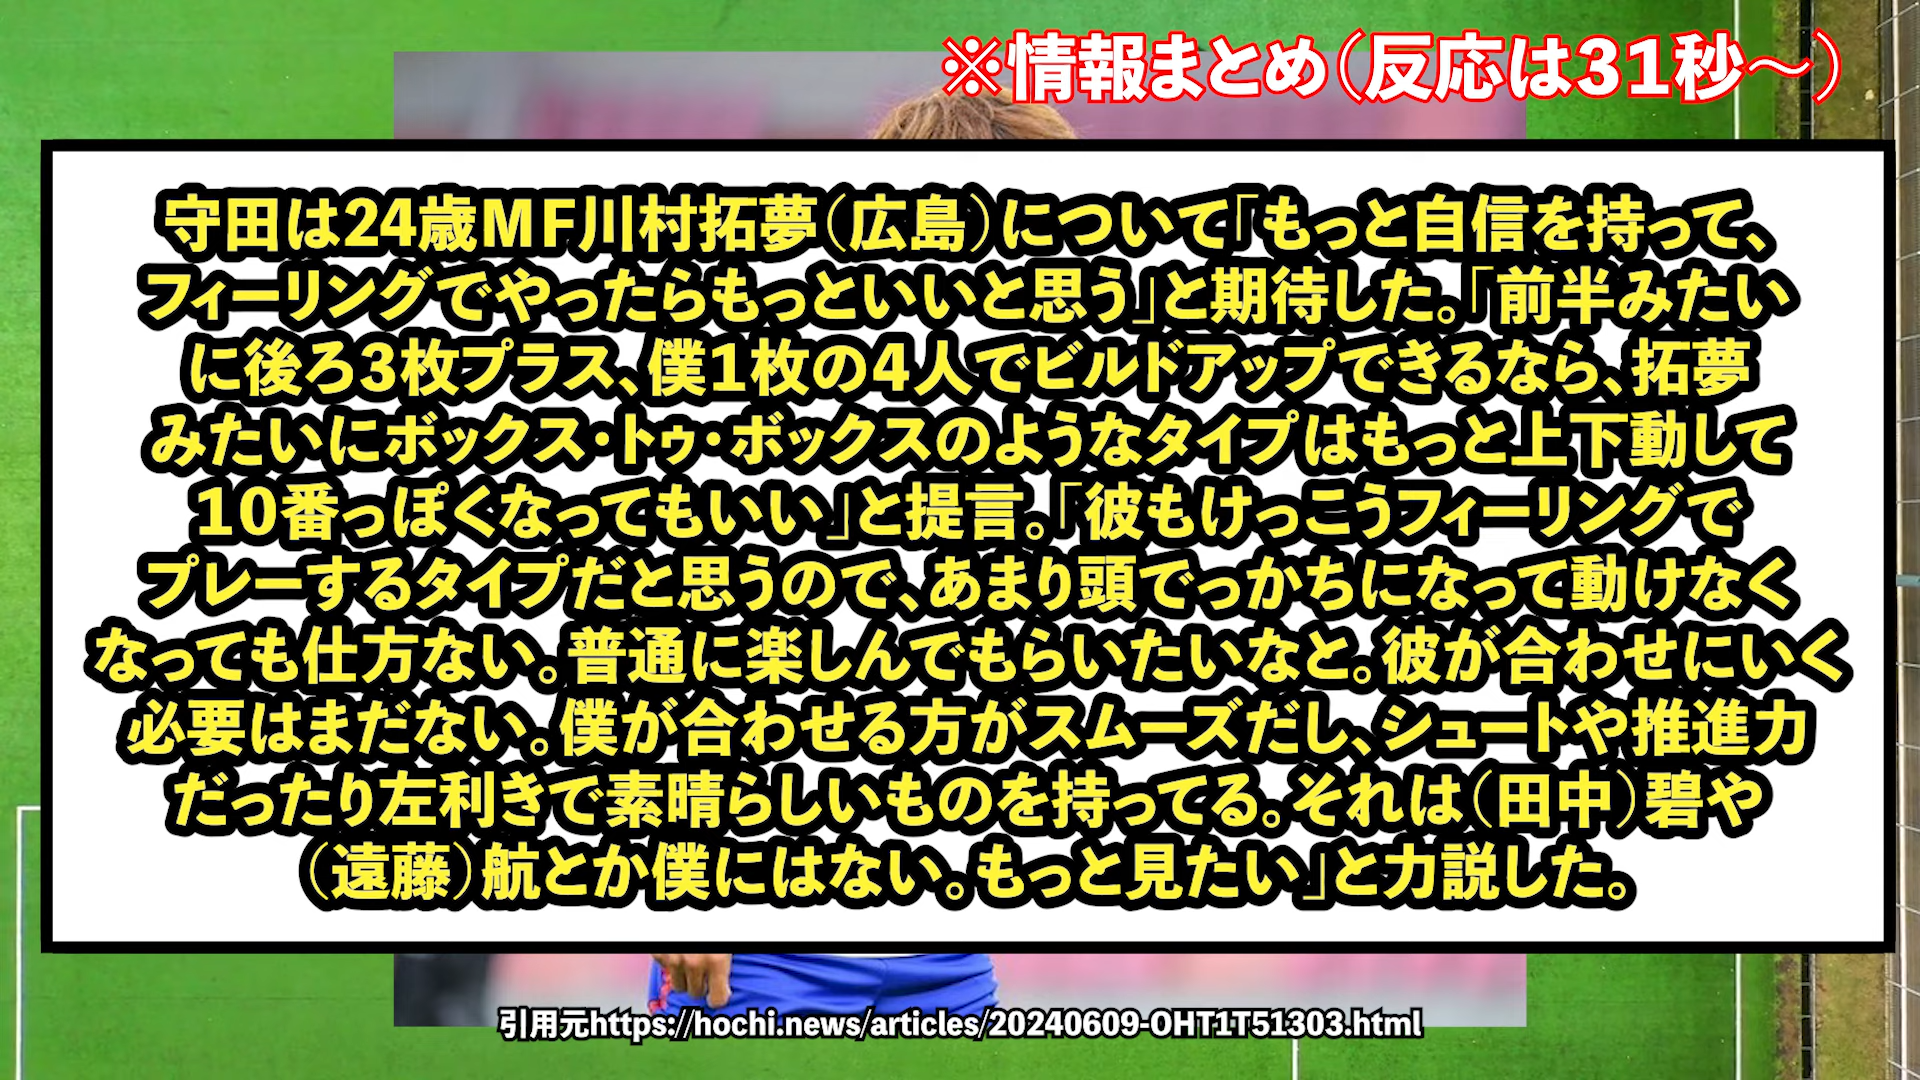 ※情報まとめ（反応は31秒～）
守田は24歳MF川村拓夢（広島）について「もっと自信を持って、
フィーリングでやったらもっといいと思う」と期待した。「前半みたい
に後ろ3枚プラス、僕1枚の4人でビルドアップできるなら、拓夢
みたいにボックス・トゥ・ボックスのようなタイプはもっと上下動して
10番っぽくなってもいい」と提言。「彼もけっこうフィーリングで
プレーするタイプだと思うので、あまり頭でっかちになって動けなく
なっても仕方ない。普通に楽しんでもらいたいなと。彼が合わせにいく
必要はまだない。僕が合わせる方がスムーズだし、シュートや推進力
だったり左利きで素晴らしいものを持ってる。それは（田中）碧や
（遠藤）航とか僕にはない。もっと見たい」と力説した。
引用元https://hochi.news/articles/20240609-OHT1T51303.html